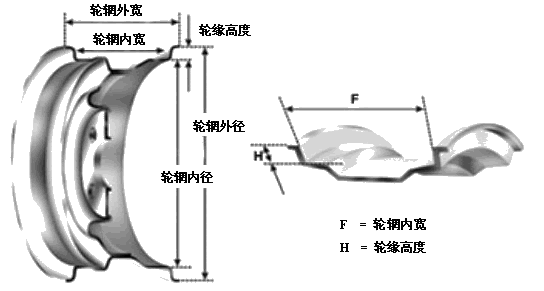 轮辋外宽
轮辋内宽
轮缘高度
轮辋外径
轮辋内径
F
H
F = 轮辋内宽
H = 轮缘高度